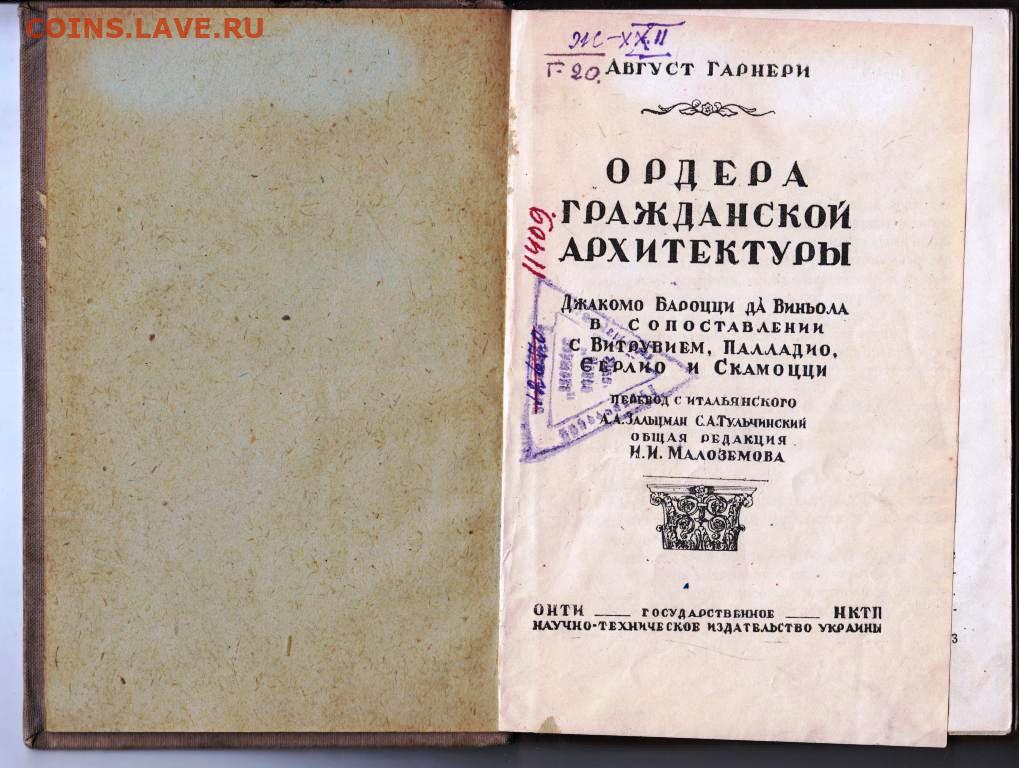 COINS.LAVE.RU
Ж-XXII
Г-20.
АВГУСТ ГАРНЕРИ
ОРДЕРА
ГРАЖДАНСКОЙ
АРХИТЕКТУРЫ
11409.
ДЖАКОМО БАРОЦЦИ ДА ВИНЬОЛА
В СОПОСТАВЛЕНИИ
С ВИТРУВИЕМ, ПАЛЛАДИО,
СЕРЛИО И СКАМОЦЦИ
ПЕРЕВОД С ИТАЛЬЯНСКОГО
А.А.ЗАЛЬЦМАН С.А.ТУЛЬЧИНСКИЙ
ОБЩАЯ РЕДАКЦИЯ
И.И. МАЛОЗЕМОВА
ОНТИ — ГОСУДАРСТВЕННОЕ — НКТП
НАУЧНО-ТЕХНИЧЕСКОЕ ИЗДАТЕЛЬСТВО УКРАИНЫ
3